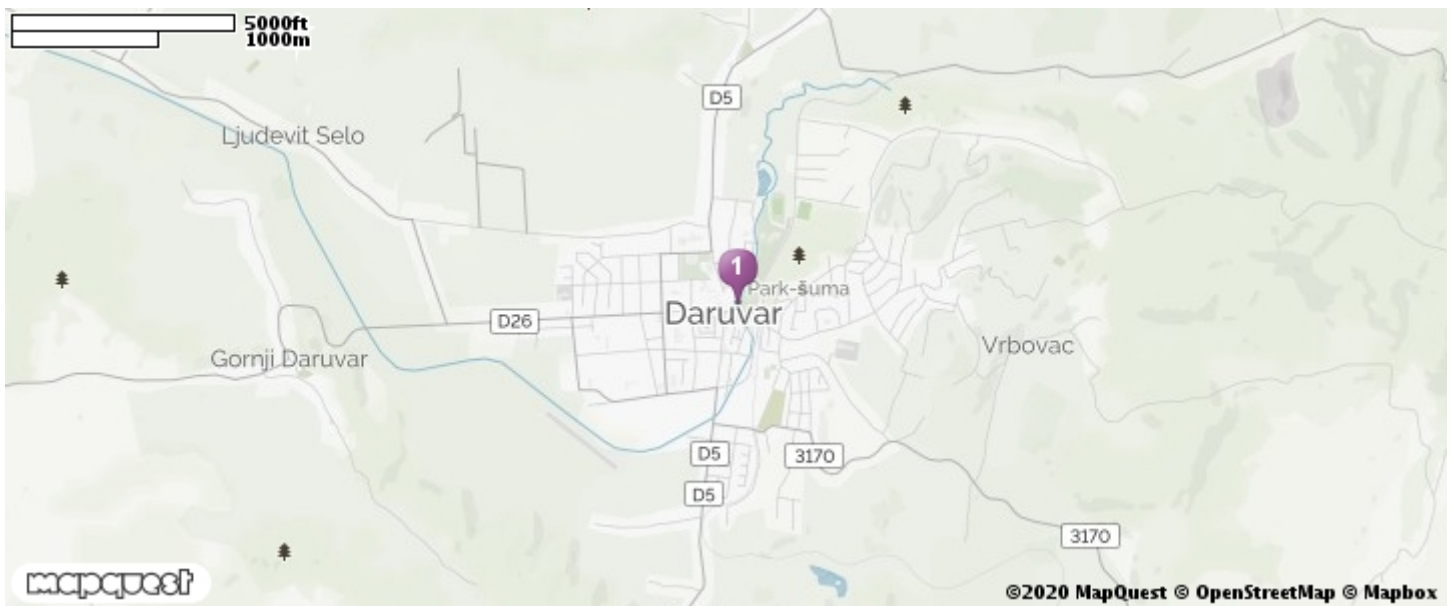 5000ft
1000m
D5
Ljudevit Selo
1
Park-šuma
Daruvar
D26
Vrbovac
Gornji Daruvar
D5
3170
D5
3170
mapquest
©2020 MapQuest © OpenStreetMap © Mapbox